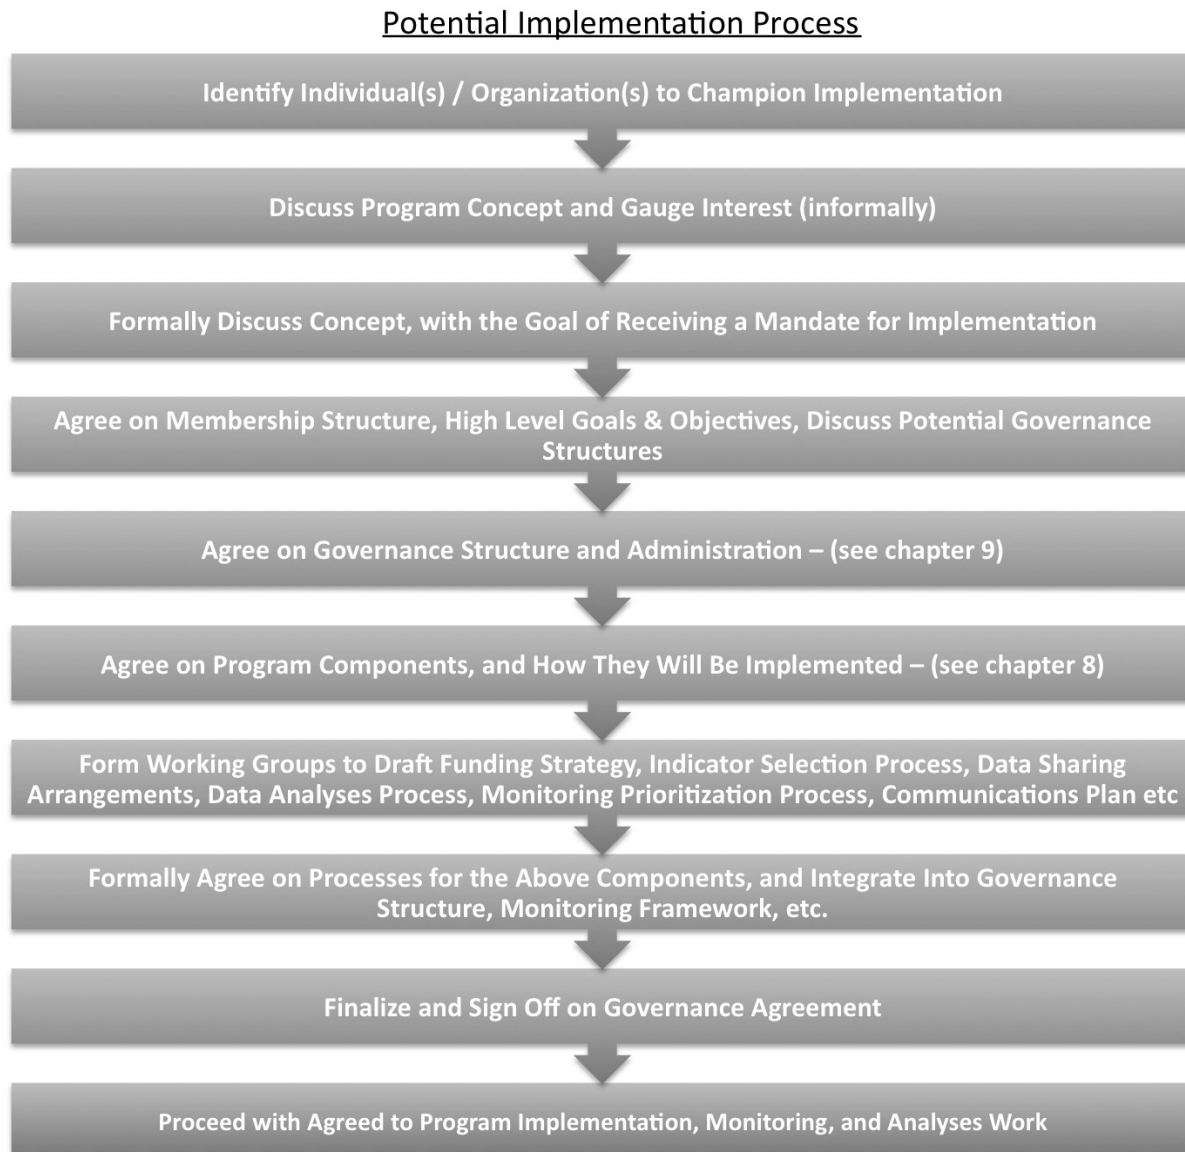 Potential Implementation Process
Identify Individual(s) / Organization(s) to Champion Implementation
Discuss Program Concept and Gauge Interest (informally)
Formally Discuss Concept, with the Goal of Receiving a Mandate for Implementation
Agree on Membership Structure, High Level Goals & Objectives, Discuss Potential Governance
Structures
Agree on Governance Structure and Administration – (see chapter 9)
Agree on Program Components, and How They Will Be Implemented – (see chapter 8)
Form Working Groups to Draft Funding Strategy, Indicator Selection Process, Data Sharing
Arrangements, Data Analyses Process, Monitoring Prioritization Process, Communications Plan etc
Formally Agree on Processes for the Above Components, and Integrate Into Governance
Structure, Monitoring Framework, etc.
Finalize and Sign Off on Governance Agreement
Proceed with Agreed to Program Implementation, Monitoring, and Analyses Work